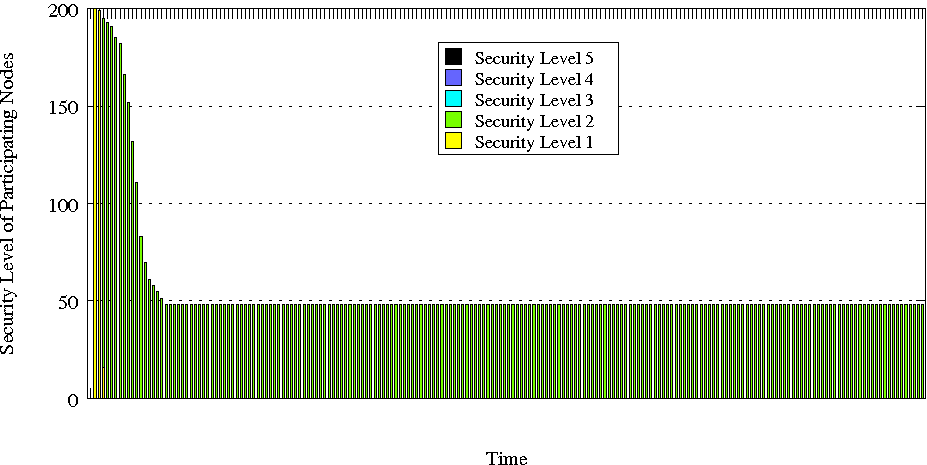 200
150
100
50
0
Security Level of Participating Nodes
Security Level 5
Security Level 4
Security Level 3
Security Level 2
Security Level 1
Time